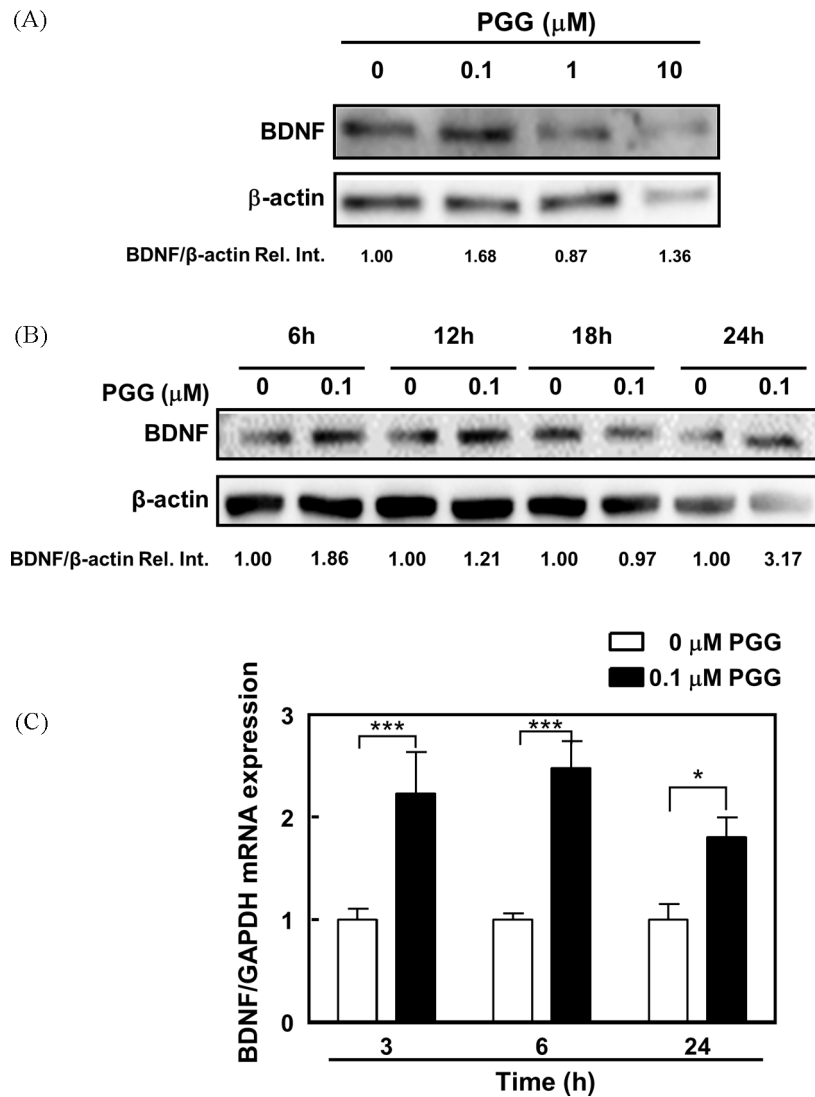 (A)
PGG (μM)
0 0.1 1 10
BDNF
β-actin
BDNF/β-actin Rel. Int. 1.00 1.68 0.87 1.36
(B)
6h 12h 18h 24h
PGG (μM) 0 0.1 0 0.1 0 0.1 0 0.1
BDNF
β-actin
BDNF/β-actin Rel. Int. 1.00 1.86 1.00 1.21 1.00 0.97 1.00 3.17
0 μM PGG
0.1 μM PGG
(C)
BDNF/GAPDH mRNA expression
3
2
1
0
*** *** *
3 6 24
Time (h)